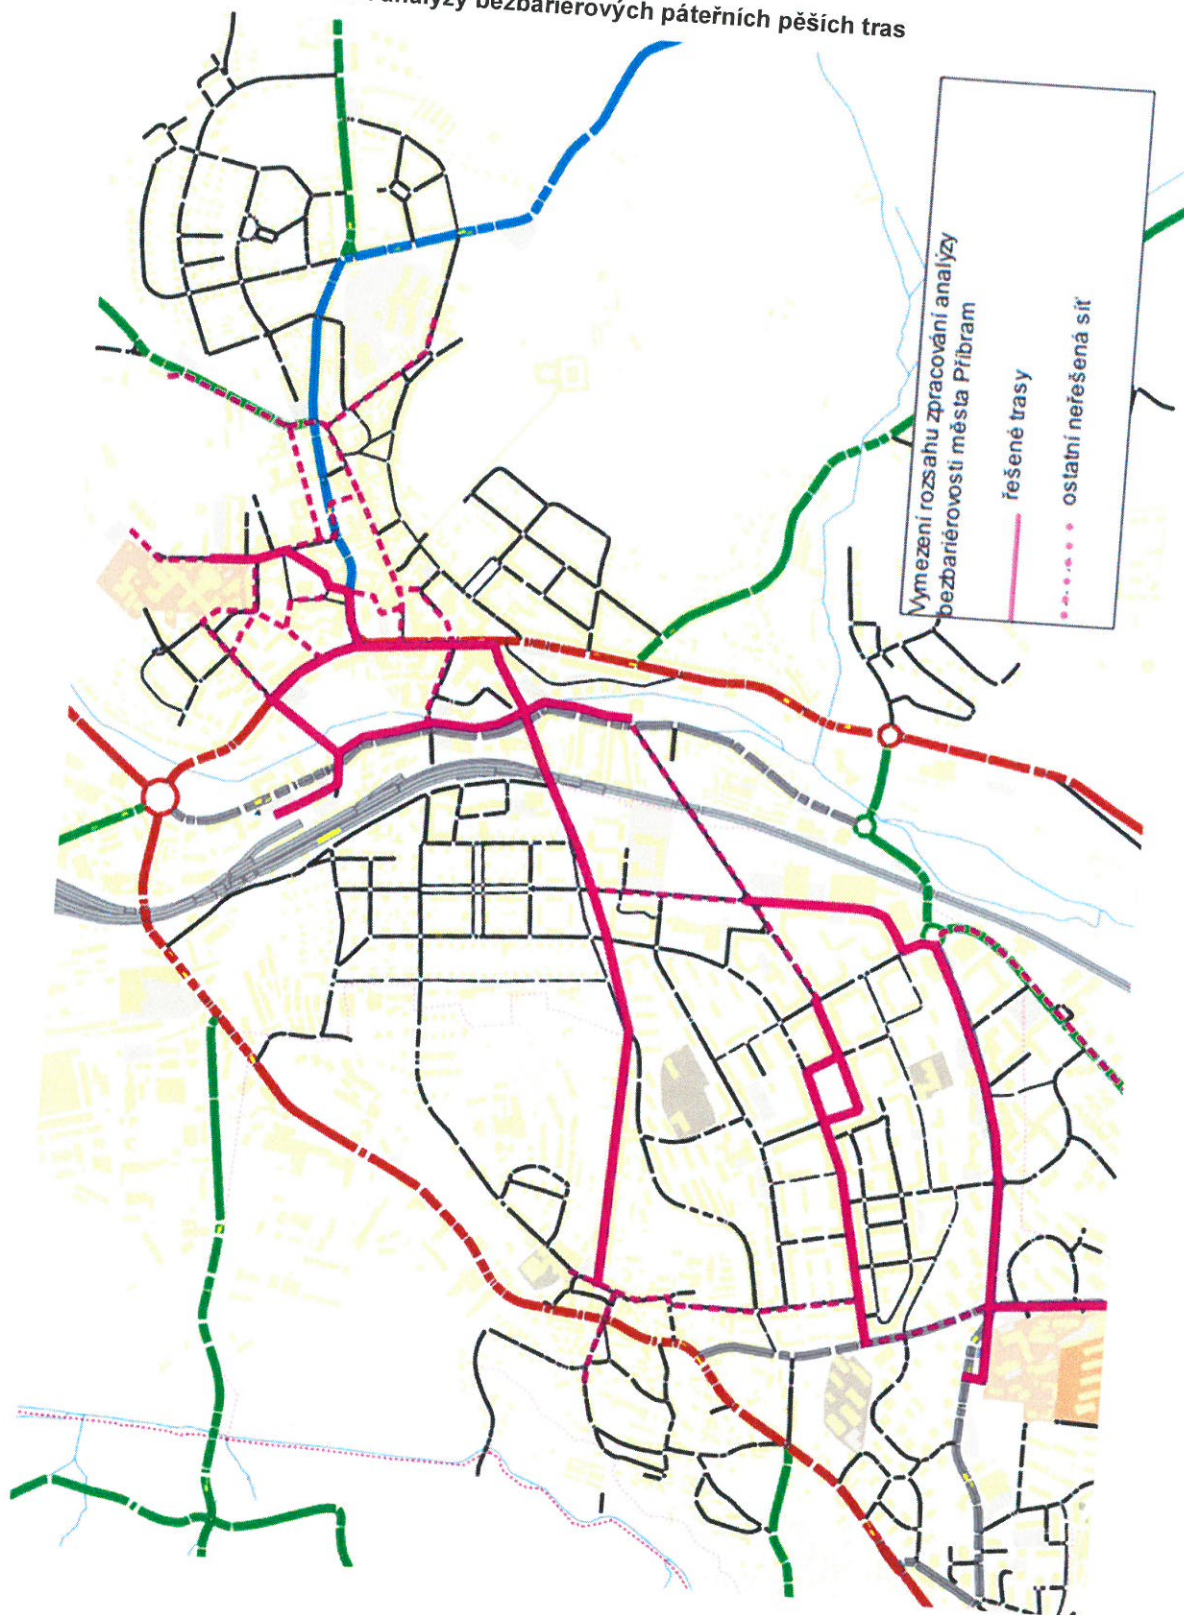 analýzy bezbariérových páteřních pěších tras
Vymezení rozsahu zpracování analýzy
bezbariérovosti města Příbram
řešené trasy
ostatní neřešená síť